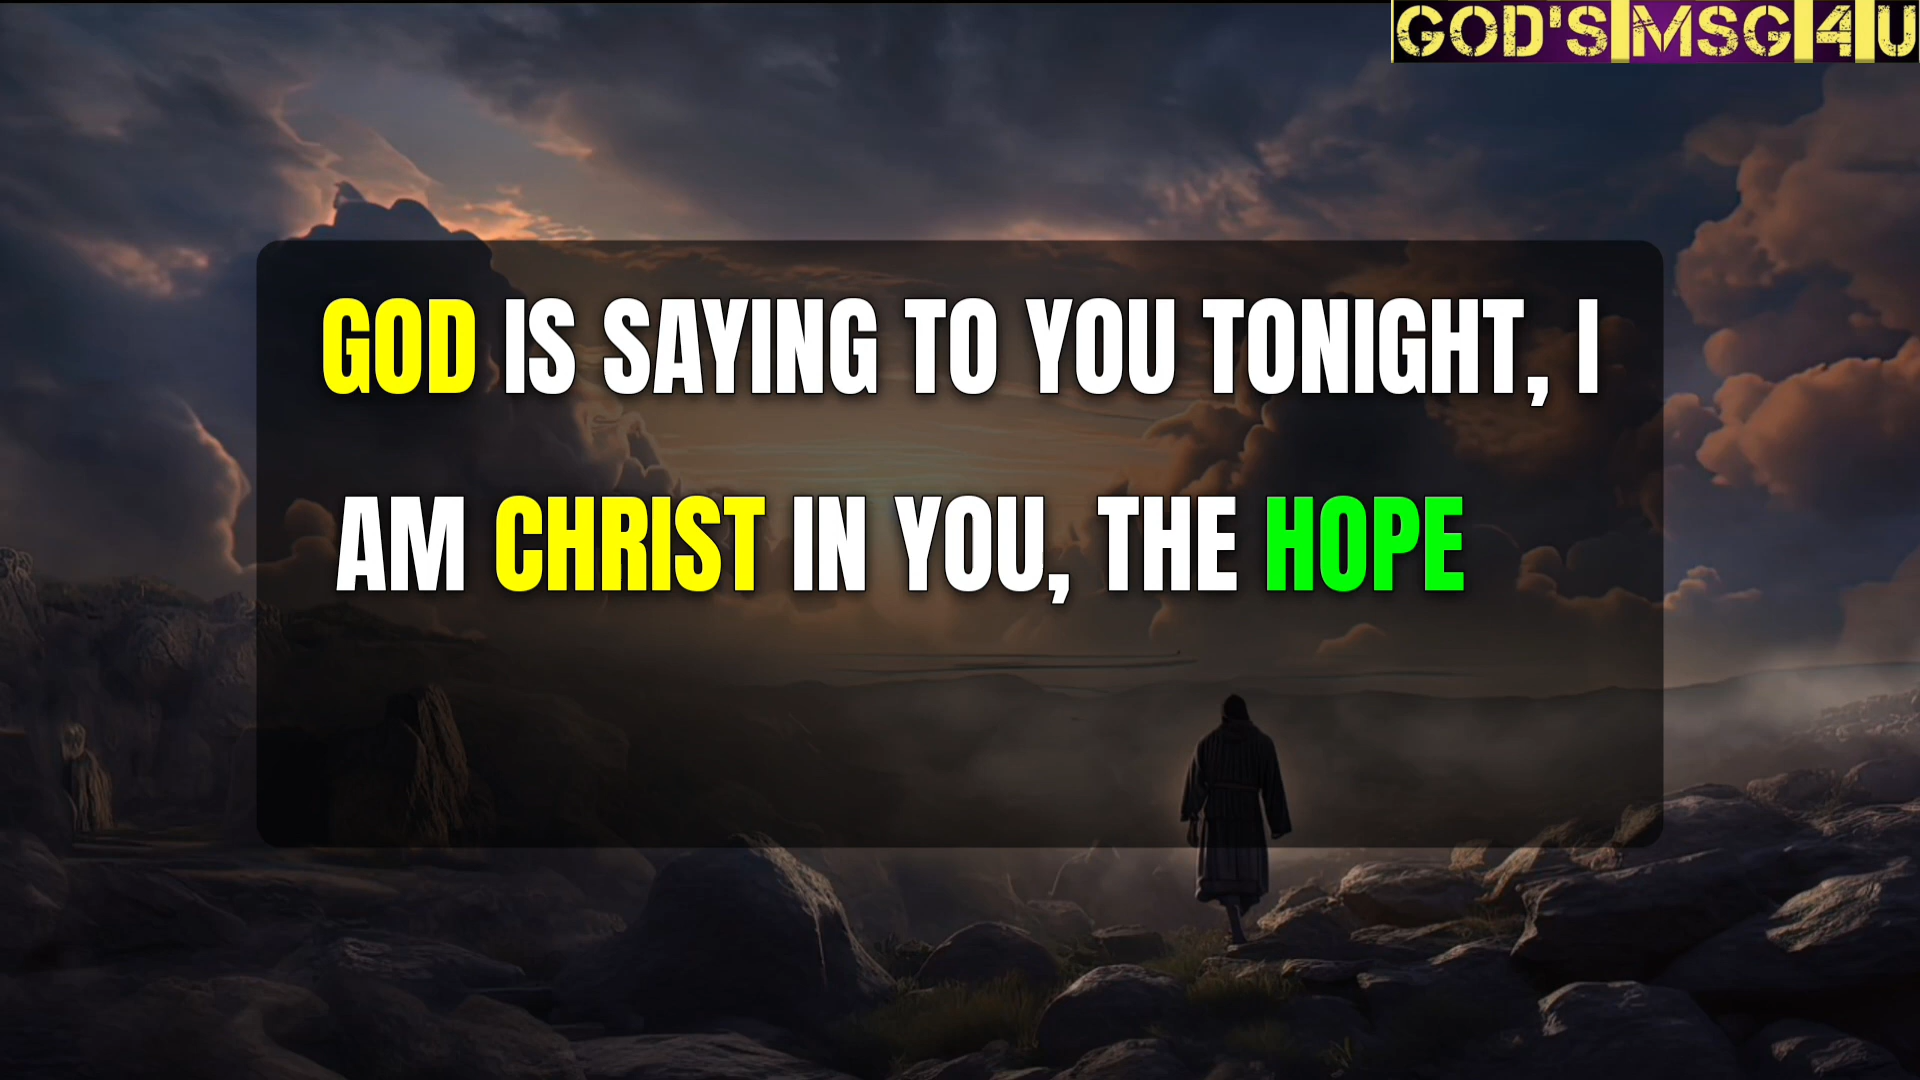 GOD'S MSG 4 U
GOD IS SAYING TO YOU TONIGHT, I
AM CHRIST IN YOU, THE HOPE